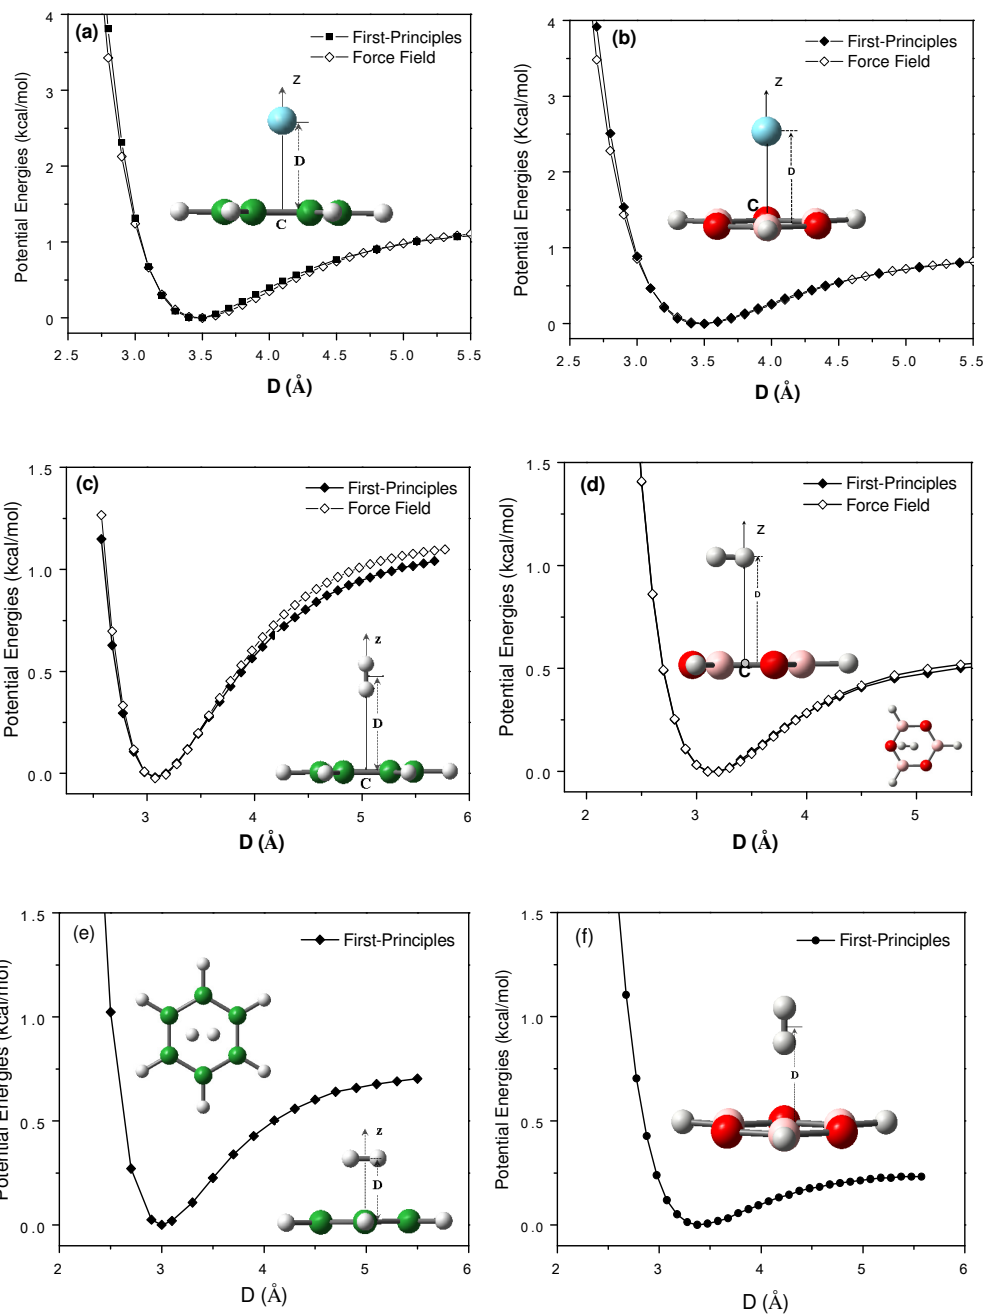 (a)
First-Principles
Force Field
Z
D
C
Potential Energies (kcal/mol)
4
3
2
1
0
2.5 3.0 3.5 4.0 4.5 5.0 5.5
D (Å)
(b)
First-Principles
Force Field
Z
D
C
Potential Energies (Kcal/mol)
4
3
2
1
0
2.5 3.0 3.5 4.0 4.5 5.0 5.5
D (Å)
(c)
First-Principles
Force Field
z
D
C
Potential Energies (kcal/mol)
1.5
1.0
0.5
0.0
3 4 5 6
D (Å)
(d)
First-Principles
Force Field
Z
D
C
Potential Energies (kcal/mol)
1.5
1.0
0.5
0.0
2 3 4 5
D (Å)
(e)
First-Principles
z
D
Potential Energies (kcal/mol)
1.5
1.0
0.5
0.0
2 3 4 5 6
D (Å)
(f)
First-Principles
D
Potential Energies (kcal/mol)
1.5
1.0
0.5
0.0
2 3 4 5 6
D (Å)